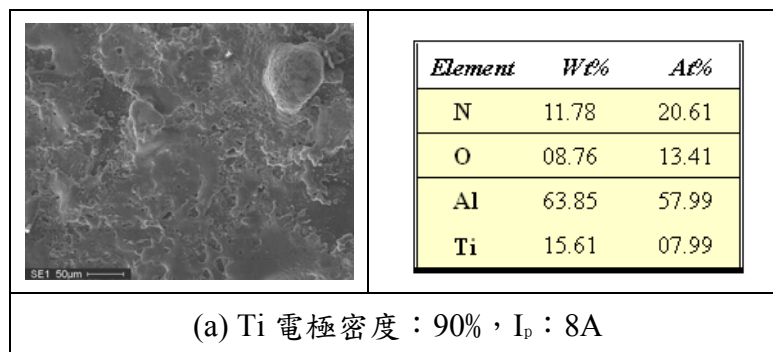 SE1 50µm
Element Wt% At%
N 11.78 20.61
O 08.76 13.41
Al 63.85 57.99
Ti 15.61 07.99
(a) Ti 電極密度：90%，Ip：8A